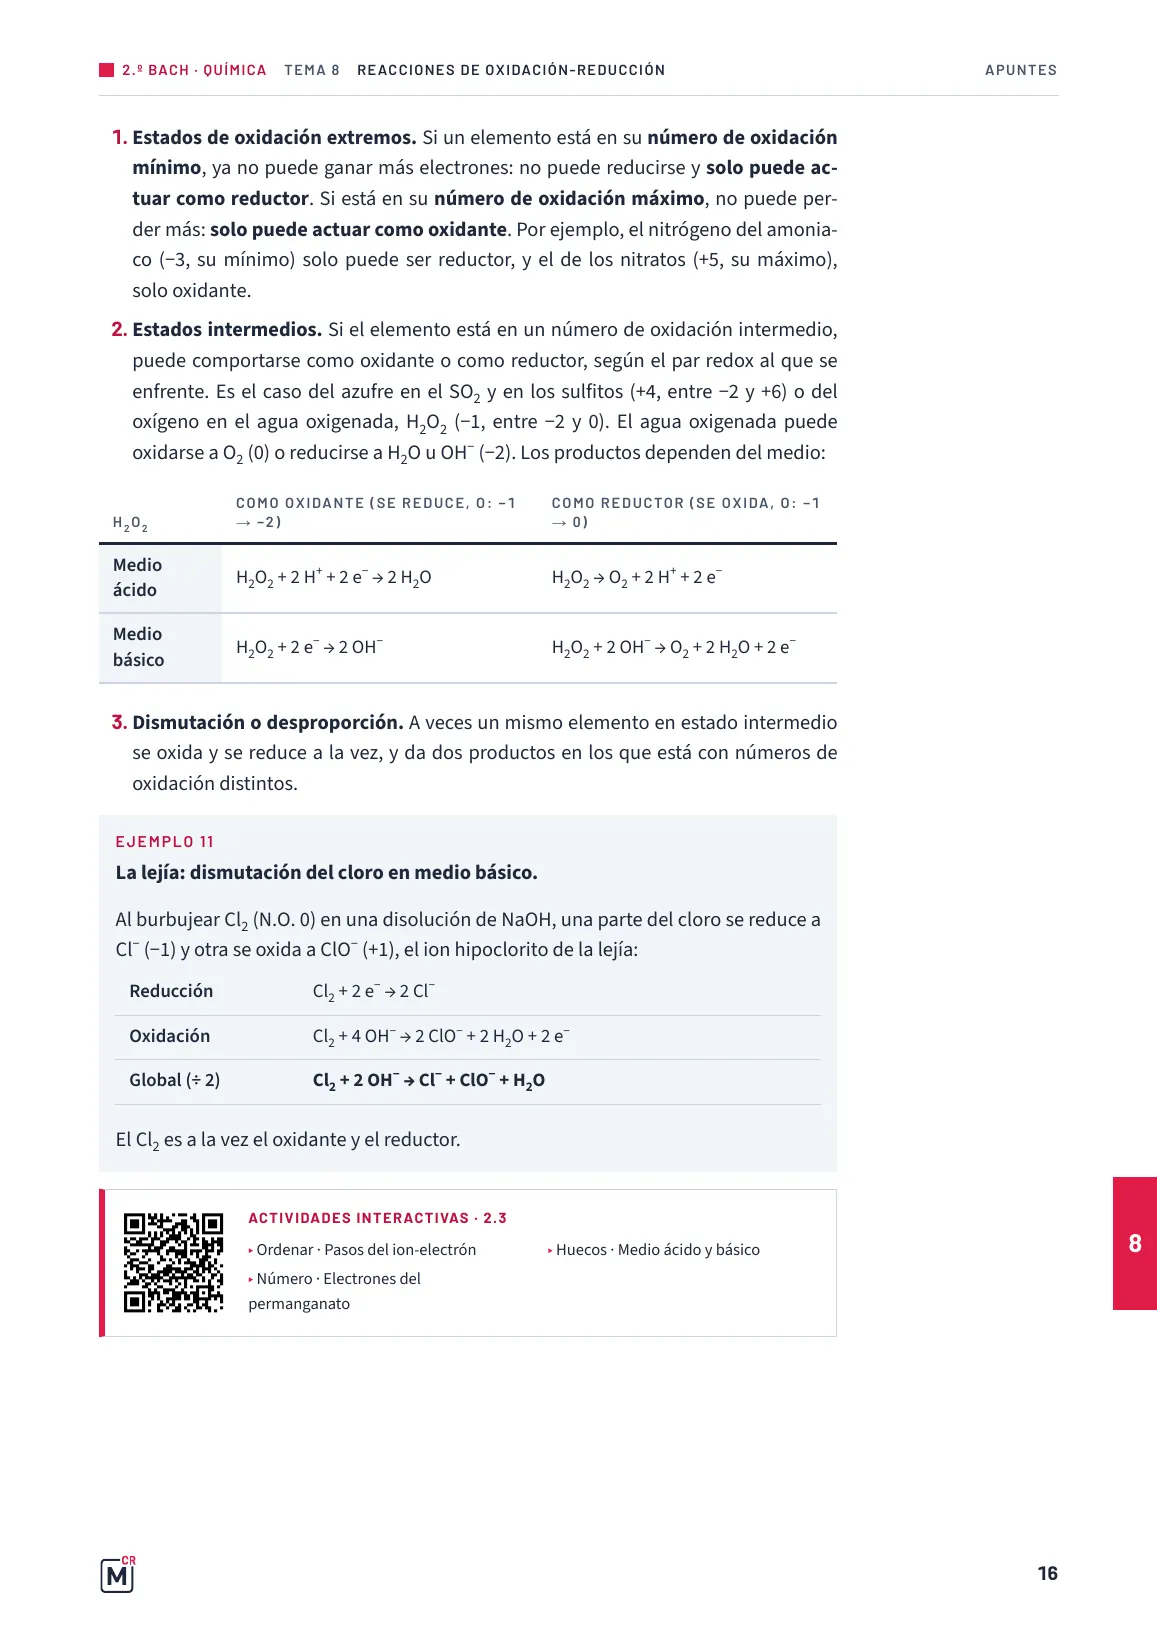 2.º BACH · QUÍMICA TEMA 8 REACCIONES DE OXIDACIÓN-REDUCCIÓN APUNTES
1. Estados de oxidación extremos. Si un elemento está en su número de oxidación
mínimo, ya no puede ganar más electrones: no puede reducirse y solo puede ac-
tuar como reductor. Si está en su número de oxidación máximo, no puede per-
der más: solo puede actuar como oxidante. Por ejemplo, el nitrógeno del amonia-
co (−3, su mínimo) solo puede ser reductor, y el de los nitratos (+5, su máximo),
solo oxidante.
2. Estados intermedios. Si el elemento está en un número de oxidación intermedio,
puede comportarse como oxidante o como reductor, según el par redox al que se
enfrente. Es el caso del azufre en el SO₂ y en los sulfitos (+4, entre −2 y +6) o del
oxígeno en el agua oxigenada, H₂O₂ (−1, entre −2 y 0). El agua oxigenada puede
oxidarse a O₂ (0) o reducirse a H₂O u OH⁻ (−2). Los productos dependen del medio:
H₂O₂
COMO OXIDANTE (SE REDUCE, O: −1
→ −2)
COMO REDUCTOR (SE OXIDA, O: −1
→ 0)
Medio
ácido
H₂O₂ + 2 H⁺ + 2 e⁻ → 2 H₂O
H₂O₂ → O₂ + 2 H⁺ + 2 e⁻
Medio
básico
H₂O₂ + 2 e⁻ → 2 OH⁻
H₂O₂ + 2 OH⁻ → O₂ + 2 H₂O + 2 e⁻
3. Dismutación o desproporción. A veces un mismo elemento en estado intermedio
se oxida y se reduce a la vez, y da dos productos en los que está con números de
oxidación distintos.
EJEMPLO 11
La lejía: dismutación del cloro en medio básico.
Al burbujear Cl₂ (N.O. 0) en una disolución de NaOH, una parte del cloro se reduce a
Cl⁻ (−1) y otra se oxida a ClO⁻ (+1), el ion hipoclorito de la lejía:
Reducción Cl₂ + 2 e⁻ → 2 Cl⁻
Oxidación Cl₂ + 4 OH⁻ → 2 ClO⁻ + 2 H₂O + 2 e⁻
Global (÷ 2) Cl₂ + 2 OH⁻ → Cl⁻ + ClO⁻ + H₂O
El Cl₂ es a la vez el oxidante y el reductor.
ACTIVIDADES INTERACTIVAS · 2.3
▸ Ordenar · Pasos del ion-electrón
▸ Huecos · Medio ácido y básico
▸ Número · Electrones del
permanganato
8
M CR
16